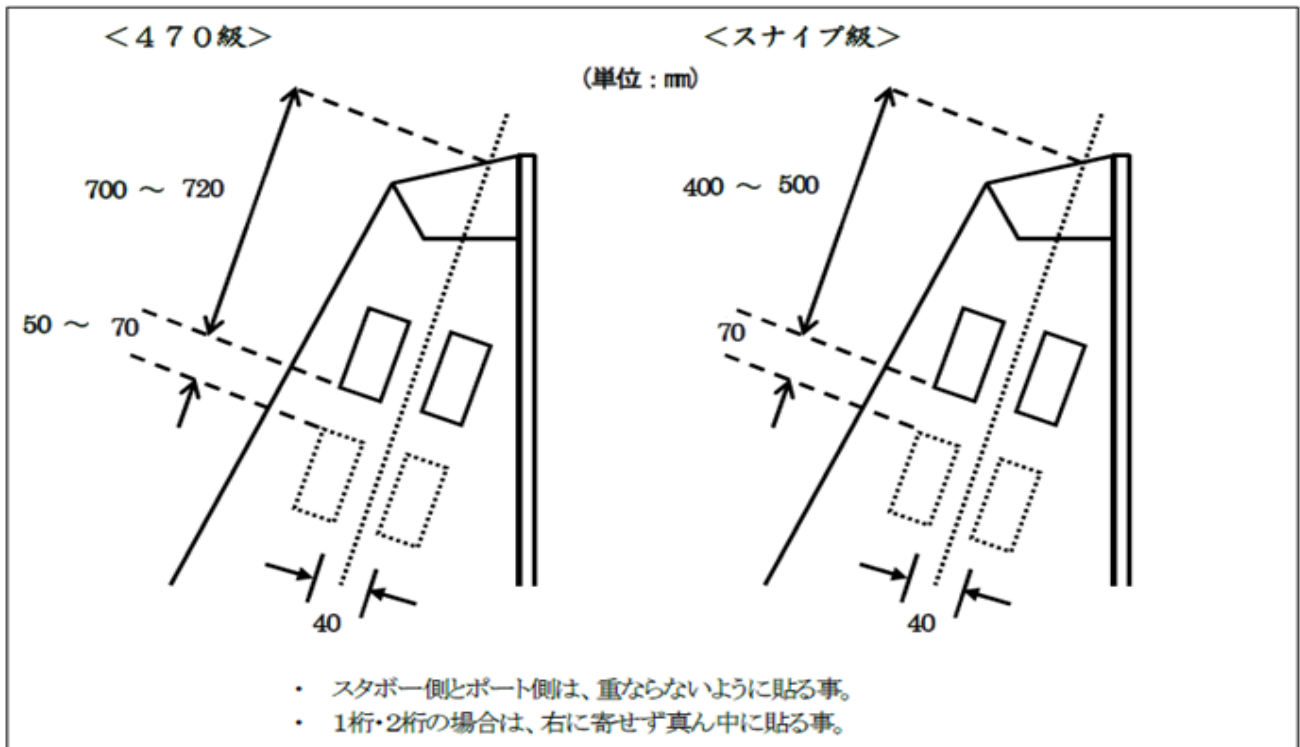 ＜４７０級＞
＜スナイプ級＞
(単位：㎜)
700 ～ 720
400 ～ 500
50 ～ 70
70
40
40
・ スタボー側とポート側は、重ならないように貼る事。
・ 1桁・2桁の場合は、右に寄せず真ん中に貼る事。